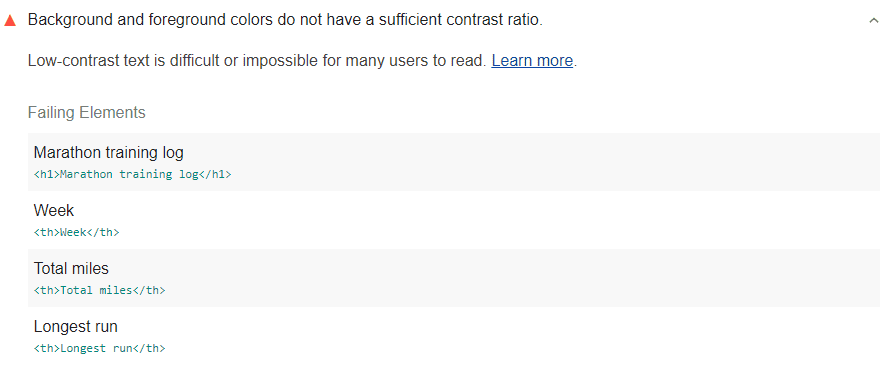 Background and foreground colors do not have a sufficient contrast ratio.
Low-contrast text is difficult or impossible for many users to read. Learn more.
Failing Elements
Marathon training log
<h1>Marathon training log</h1>
Week
<th>Week</th>
Total miles
<th>Total miles</th>
Longest run
<th>Longest run</th>